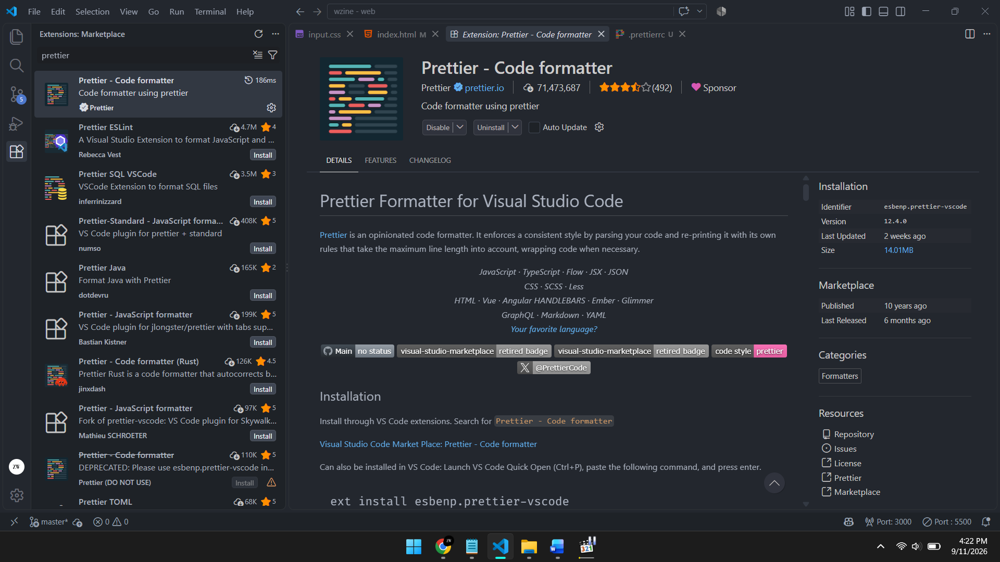 File Edit Selection View Go Run Terminal Help
wzine - web
Extensions: Marketplace
prettier
Prettier - Code formatter 186ms
Code formatter using prettier
Prettier
Prettier ESLint 4.7M 4
A Visual Studio Extension to format JavaScript and ...
Rebecca Vest Install
Prettier SQL VSCode 3.5M 3
VSCode Extension to format SQL files
inferrinizzard Install
Prettier-Standard - JavaScript forma... 408K 5
VS Code plugin for prettier + standard
numso Install
Prettier Java 165K 2
Format Java with Prettier
dotdevru Install
Prettier - JavaScript formatter 199K 5
VS Code plugin for jlongster/prettier with tabs sup...
Bastian Kistner Install
Prettier - Code formatter (Rust) 126K 4.5
Prettier Rust is a code formatter that autocorrects b...
jinxdash Install
Prettier - JavaScript formatter 97K 5
Fork of prettier-vscode: VS Code plugin for Skywalk...
Mathieu SCHROETER Install
Prettier - Code formatter 110K 5
DEPRECATED: Please use esbenp.prettier-vscode in...
Prettier (DO NOT USE) Install
Prettier TOML 68K 5
5
ZW
input.css index.html M Extension: Prettier - Code formatter .prettierrc U
Prettier - Code formatter
Prettier prettier.io 71,473,687 (492) Sponsor
Code formatter using prettier
Disable Uninstall Auto Update
DETAILS FEATURES CHANGELOG
Prettier Formatter for Visual Studio Code
Prettier is an opinionated code formatter. It enforces a consistent style by parsing your code and re-printing it with its own
rules that take the maximum line length into account, wrapping code when necessary.
JavaScript · TypeScript · Flow · JSX · JSON
CSS · SCSS · Less
HTML · Vue · Angular HANDLEBARS · Ember · Glimmer
GraphQL · Markdown · YAML
Your favorite language?
Main no status visual-studio-marketplace retired badge visual-studio-marketplace retired badge code style prettier
@PrettierCode
Installation
Install through VS Code extensions. Search for Prettier - Code formatter
Visual Studio Code Market Place: Prettier - Code formatter
Can also be installed in VS Code: Launch VS Code Quick Open (Ctrl+P), paste the following command, and press enter.
ext install esbenp.prettier-vscode
Installation
Identifier esbenp.prettier-vscode
Version 12.4.0
Last Updated 2 weeks ago
Size 14.01MB
Marketplace
Published 10 years ago
Last Released 6 months ago
Categories
Formatters
Resources
Repository
Issues
License
Prettier
Marketplace
master* 0 0 Port: 3000 Port : 5500
4:22 PM
9/11/2026